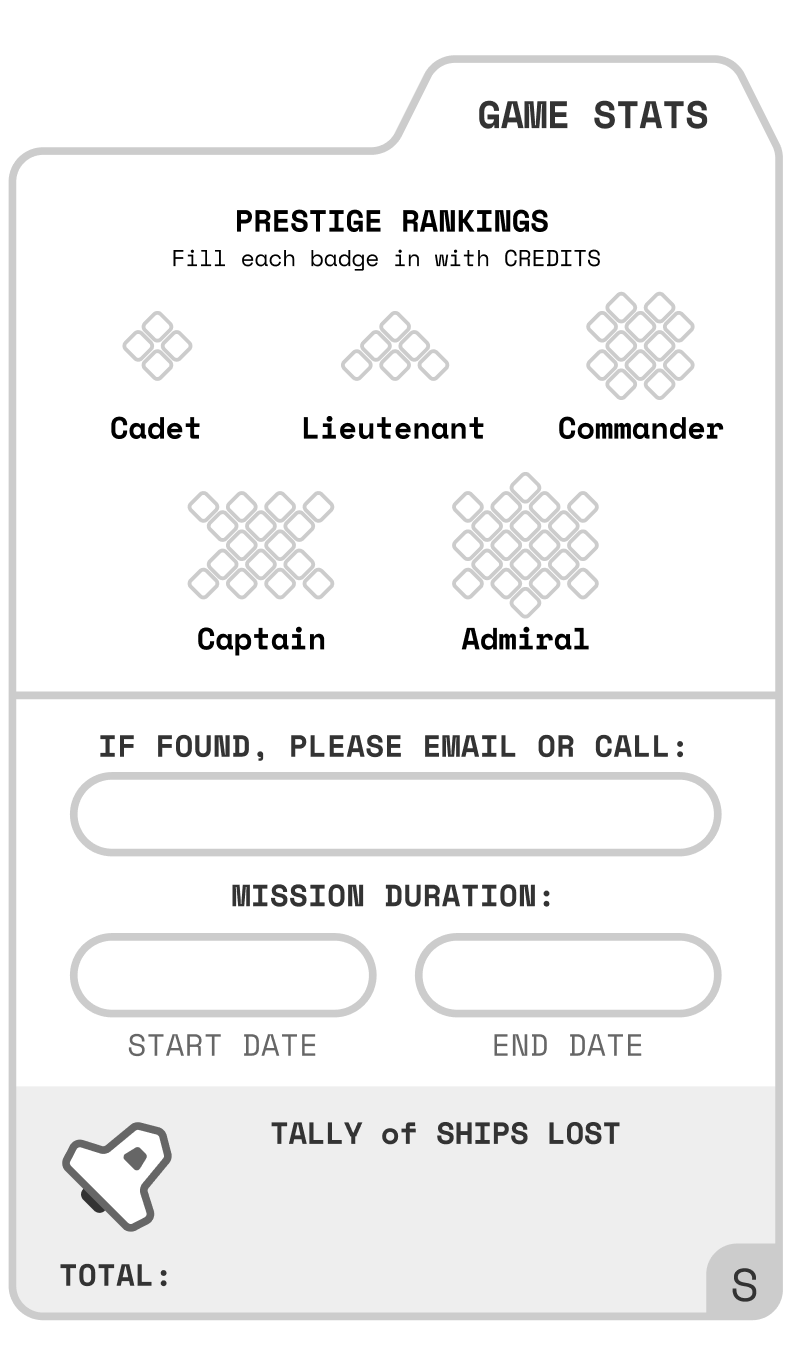 GAME STATS
PRESTIGE RANKINGS
Fill each badge in with CREDITS
Cadet Lieutenant Commander
Captain Admiral
IF FOUND, PLEASE EMAIL OR CALL:
MISSION DURATION:
START DATE END DATE
TALLY of SHIPS LOST
TOTAL:
S